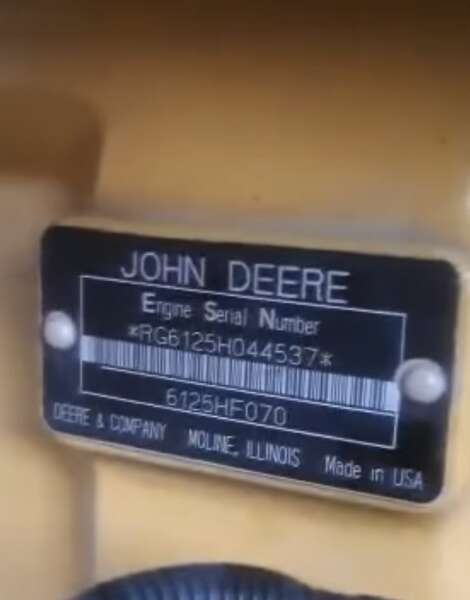 JOHN DEERE
Engine Serial Number
*RG6125H044537*
6125HF070
DEERE & COMPANY MOLINE, ILLINOIS Made in USA